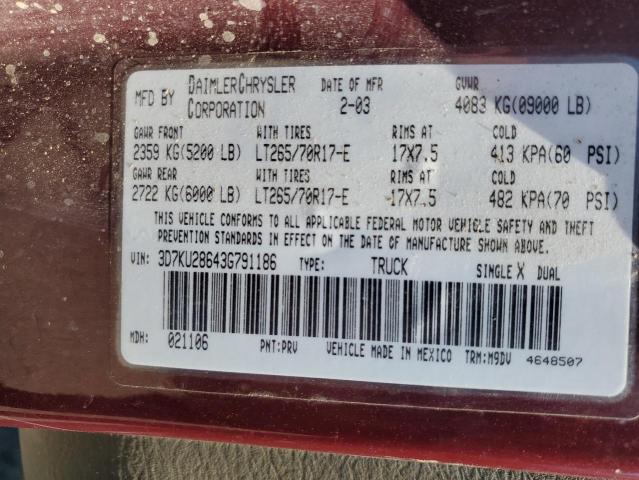 MFD BY DAIMLERCHRYSLER CORPORATION DATE OF MFR 2-03 GVWR 4083 KG(09000 LB)
GAWR FRONT WITH TIRES RIMS AT COLD
2359 KG(5200 LB) LT265/70R17-E 17X7.5 413 KPA(60 PSI)
GAWR REAR WITH TIRES RIMS AT COLD
2722 KG(6000 LB) LT265/70R17-E 17X7.5 482 KPA(70 PSI)
THIS VEHICLE CONFORMS TO ALL APPLICABLE FEDERAL MOTOR VEHICLE SAFETY AND THEFT
PREVENTION STANDARDS IN EFFECT ON THE DATE OF MANUFACTURE SHOWN ABOVE.
VIN: 3D7KU28643G791186 TYPE: TRUCK SINGLE X DUAL
MDH: 021106 PNT:PRV VEHICLE MADE IN MEXICO TRM:M9DV 4648507